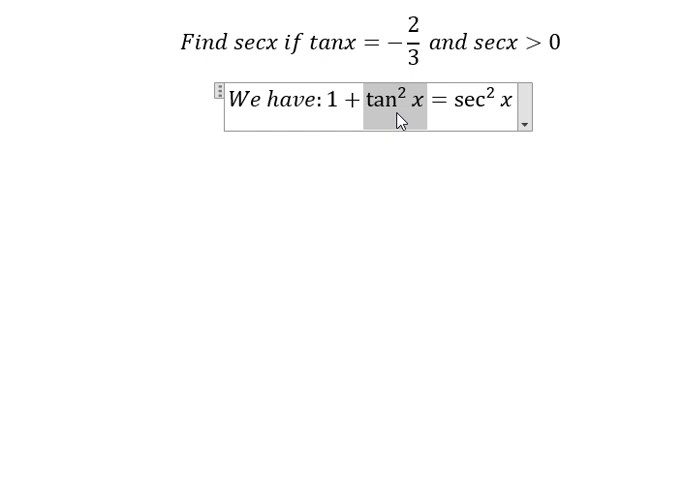 Find secx if tanx = −2/3 and secx > 0
We have: 1 + tan² x = sec² x